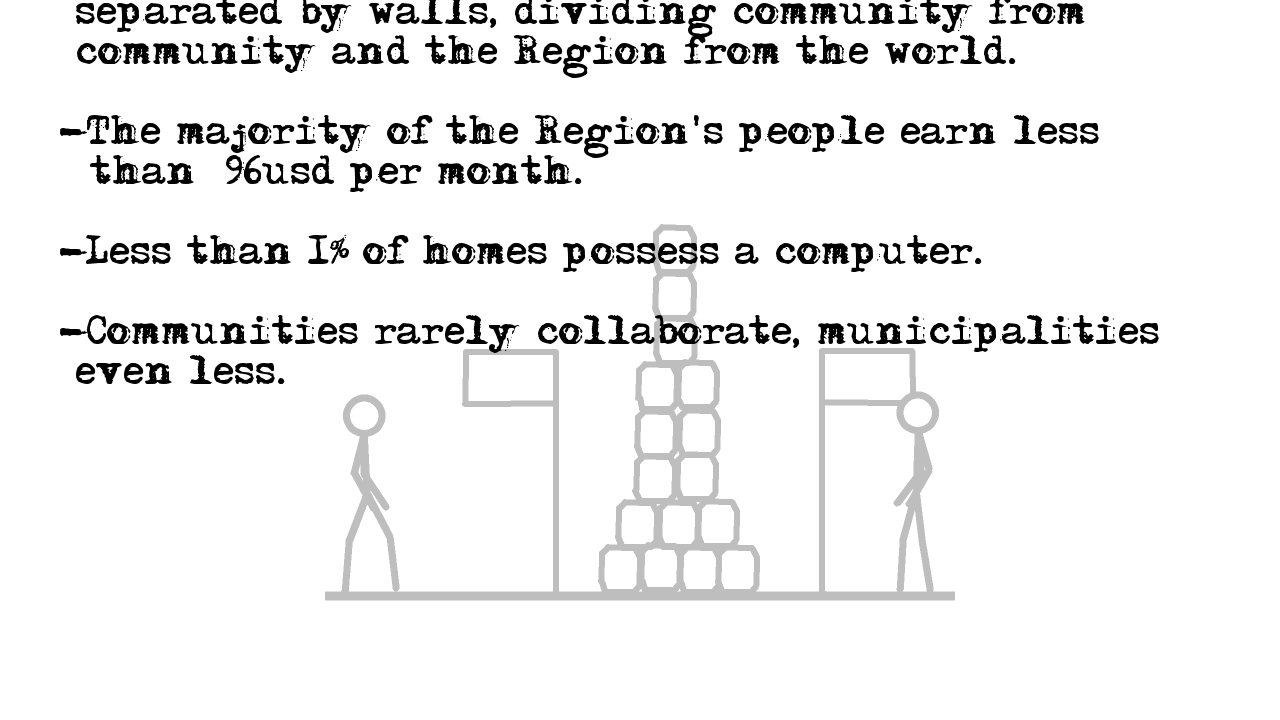 separated by walls, dividing community from
community and the Region from the world.
-The majority of the Region's people earn less
than 96usd per month.
-Less than 1% of homes possess a computer.
-Communities rarely collaborate, municipalities
even less.